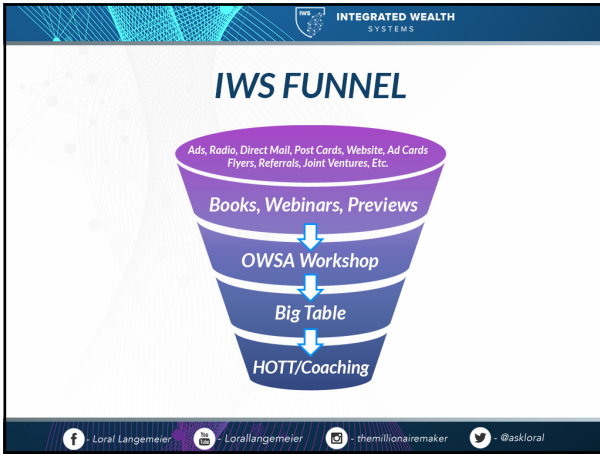 IWS
INTEGRATED WEALTH
SYSTEMS
IWS FUNNEL
Ads, Radio, Direct Mail, Post Cards, Website, Ad Cards
Flyers, Referrals, Joint Ventures, Etc.
Books, Webinars, Previews
OWSA Workshop
Big Table
HOTT/Coaching
f - Loral Langemeier
You Tube - Lorallangemeier
- themillionairemaker
- @askloral